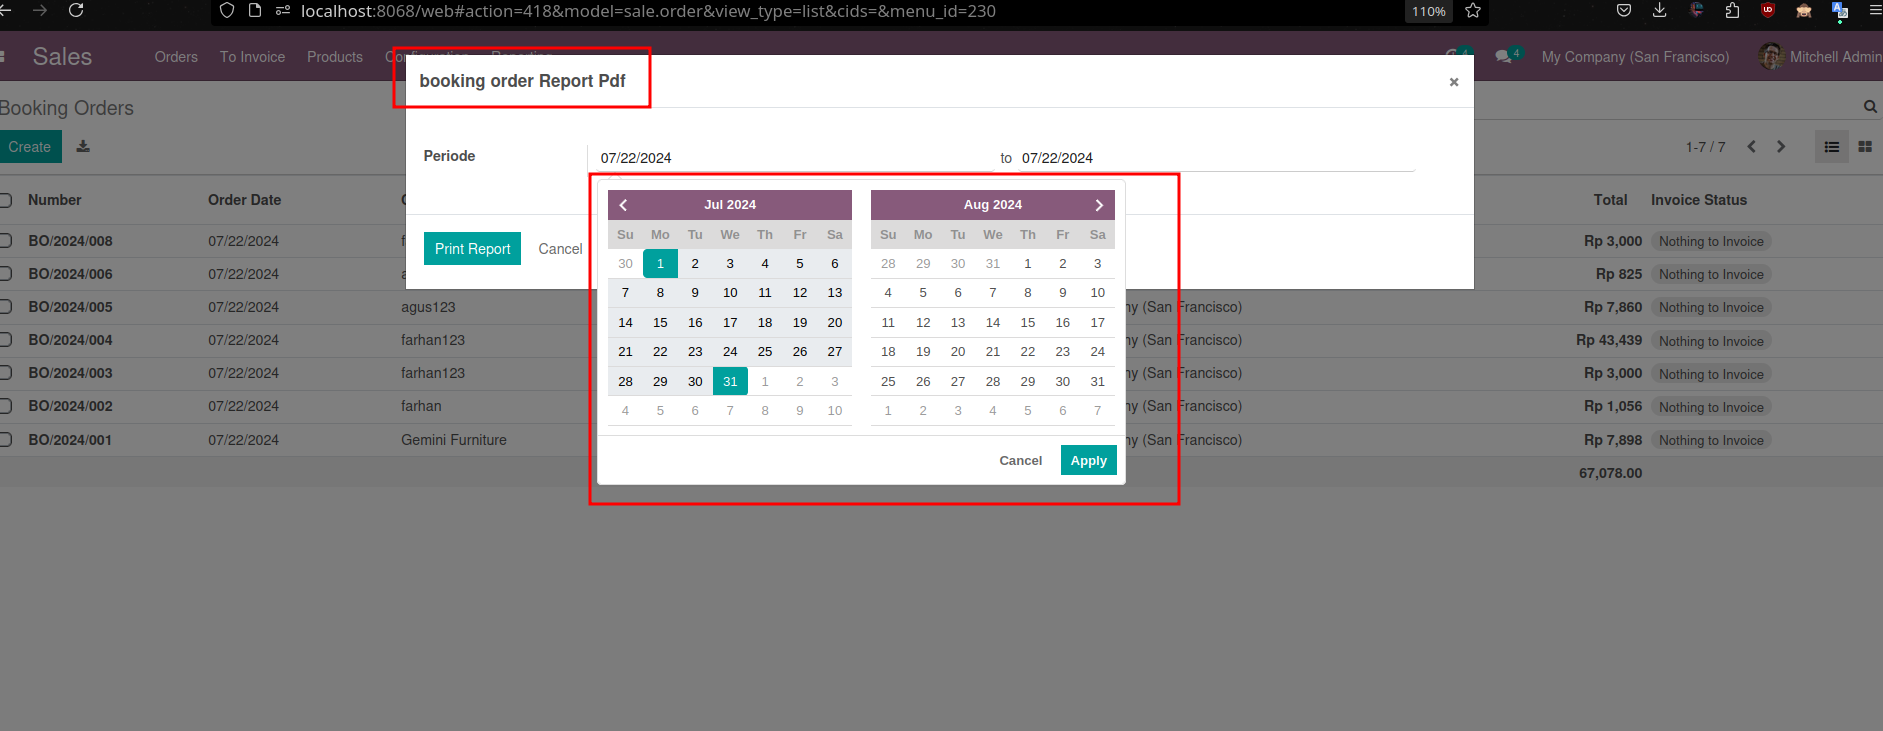 localhost:8068/web#action=418&model=sale.order&view_type=list&cids=&menu_id=230 110%
Sales Orders To Invoice Products Configuration Reporting 4 4 My Company (San Francisco) Mitchell Admin
booking order Report Pdf ×
Booking Orders
Create 1-7 / 7
Periode 07/22/2024 to 07/22/2024
Number Order Date Total Invoice Status
Print Report Cancel
BO/2024/008 07/22/2024 f Rp 3,000 Nothing to Invoice
BO/2024/006 07/22/2024 a Rp 825 Nothing to Invoice
BO/2024/005 07/22/2024 agus123 ny (San Francisco) Rp 7,860 Nothing to Invoice
BO/2024/004 07/22/2024 farhan123 ny (San Francisco) Rp 43,439 Nothing to Invoice
BO/2024/003 07/22/2024 farhan123 ny (San Francisco) Rp 3,000 Nothing to Invoice
BO/2024/002 07/22/2024 farhan ny (San Francisco) Rp 1,056 Nothing to Invoice
BO/2024/001 07/22/2024 Gemini Furniture ny (San Francisco) Rp 7,898 Nothing to Invoice
67,078.00
Jul 2024
Su Mo Tu We Th Fr Sa
30 1 2 3 4 5 6
7 8 9 10 11 12 13
14 15 16 17 18 19 20
21 22 23 24 25 26 27
28 29 30 31 1 2 3
4 5 6 7 8 9 10
Aug 2024
Su Mo Tu We Th Fr Sa
28 29 30 31 1 2 3
4 5 6 7 8 9 10
11 12 13 14 15 16 17
18 19 20 21 22 23 24
25 26 27 28 29 30 31
1 2 3 4 5 6 7
Cancel Apply